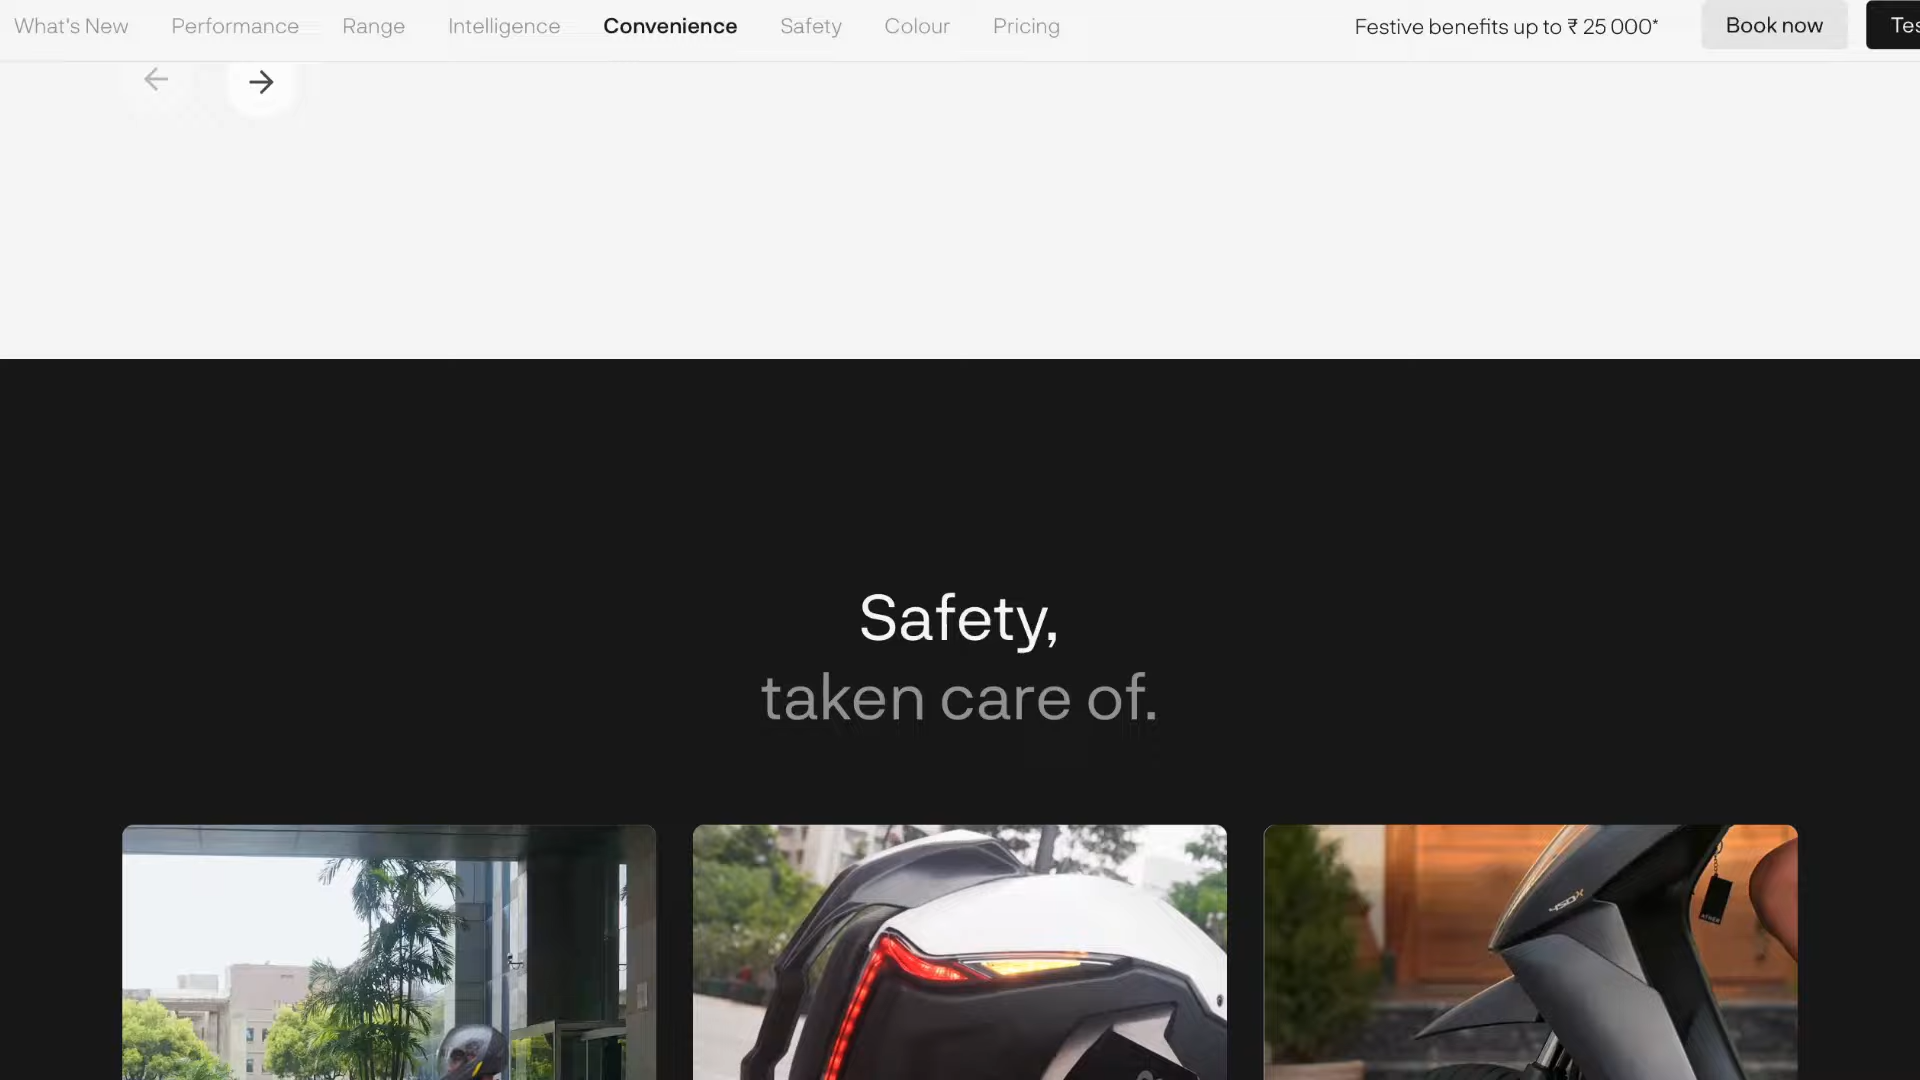 What's New Performance Range Intelligence Convenience Safety Colour Pricing Festive benefits up to ₹ 25 000* Book now
Safety,
taken care of.
450X